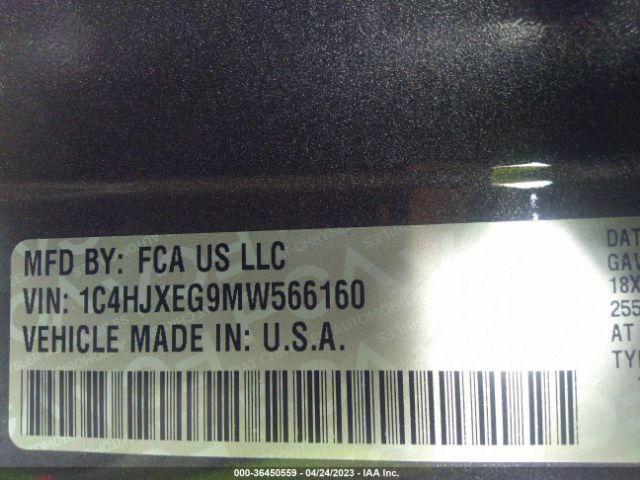 MFD BY: FCA US LLC
VIN: 1C4HJXEG9MW566160
VEHICLE MADE IN: U.S.A.
DAT
GAV
18X
255
AT
TYP
000-36450559 - 04/24/2023 - IAA Inc.